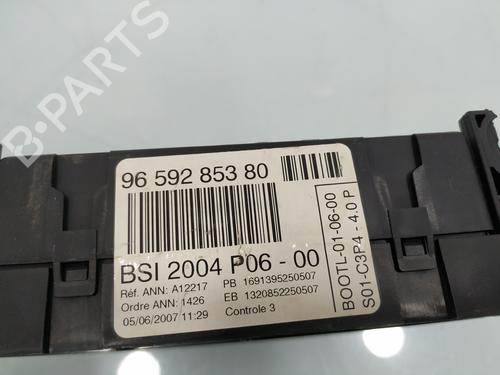 96 592 853 80
BSI 2004 P06 - 00
Réf. ANN: A12217 PB 1691395250507
Ordre ANN: 1426 EB 1320852250507
05/06/2007 11:29 Controle 3
BOOTL-01-06-00
S01-C3P4 - 4.0 P
B-PARTS